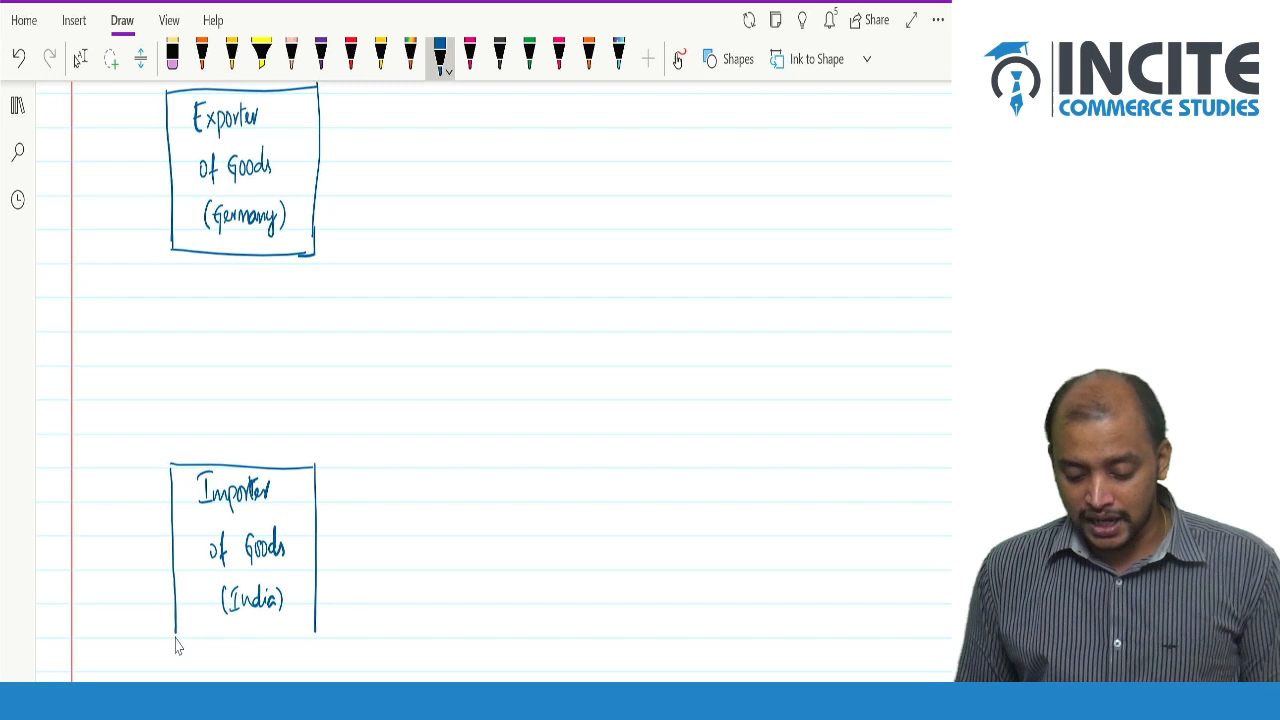 Home Insert Draw View Help
5 Share
Shapes Ink to Shape
INCITE
COMMERCE STUDIES
Exporter
of Goods
(Germany)
Importer
of Goods
(India)